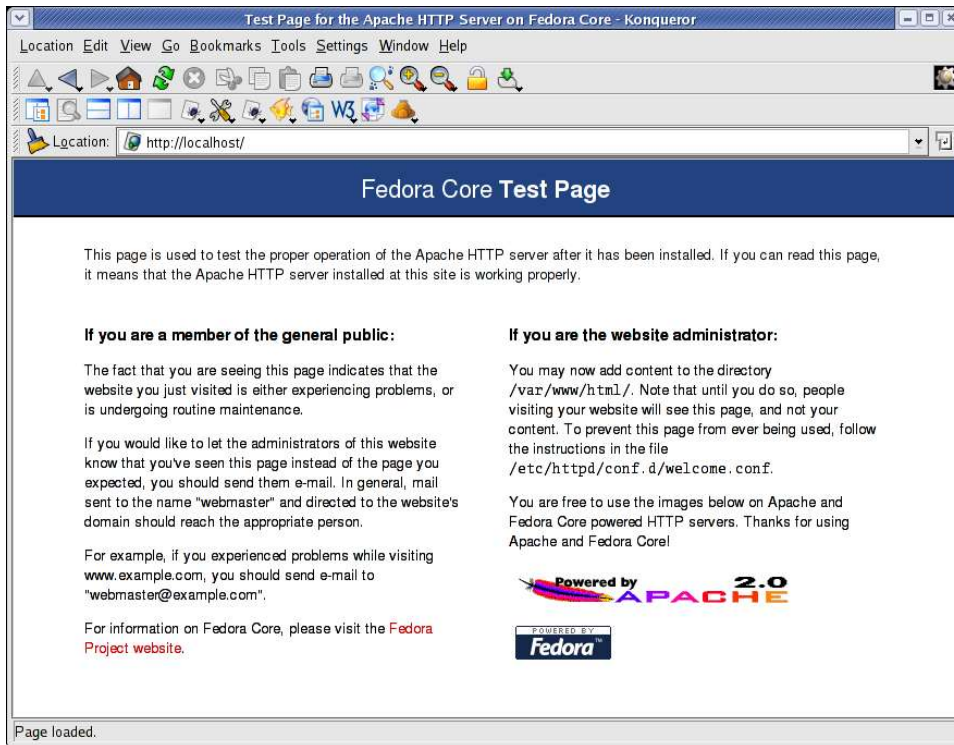 Test Page for the Apache HTTP Server on Fedora Core - Konqueror
Location Edit View Go Bookmarks Tools Settings Window Help
Location: http://localhost/
Fedora Core Test Page
This page is used to test the proper operation of the Apache HTTP server after it has been installed. If you can read this page,
it means that the Apache HTTP server installed at this site is working properly.
If you are a member of the general public:
The fact that you are seeing this page indicates that the
website you just visited is either experiencing problems, or
is undergoing routine maintenance.
If you would like to let the administrators of this website
know that you've seen this page instead of the page you
expected, you should send them e-mail. In general, mail
sent to the name "webmaster" and directed to the website's
domain should reach the appropriate person.
For example, if you experienced problems while visiting
www.example.com, you should send e-mail to
"webmaster@example.com".
For information on Fedora Core, please visit the Fedora
Project website.
If you are the website administrator:
You may now add content to the directory
/var/www/html/. Note that until you do so, people
visiting your website will see this page, and not your
content. To prevent this page from ever being used, follow
the instructions in the file
/etc/httpd/conf.d/welcome.conf.
You are free to use the images below on Apache and
Fedora Core powered HTTP servers. Thanks for using
Apache and Fedora Core!
Powered by 2.0
APACHE
POWERED BY
Fedora™
Page loaded.